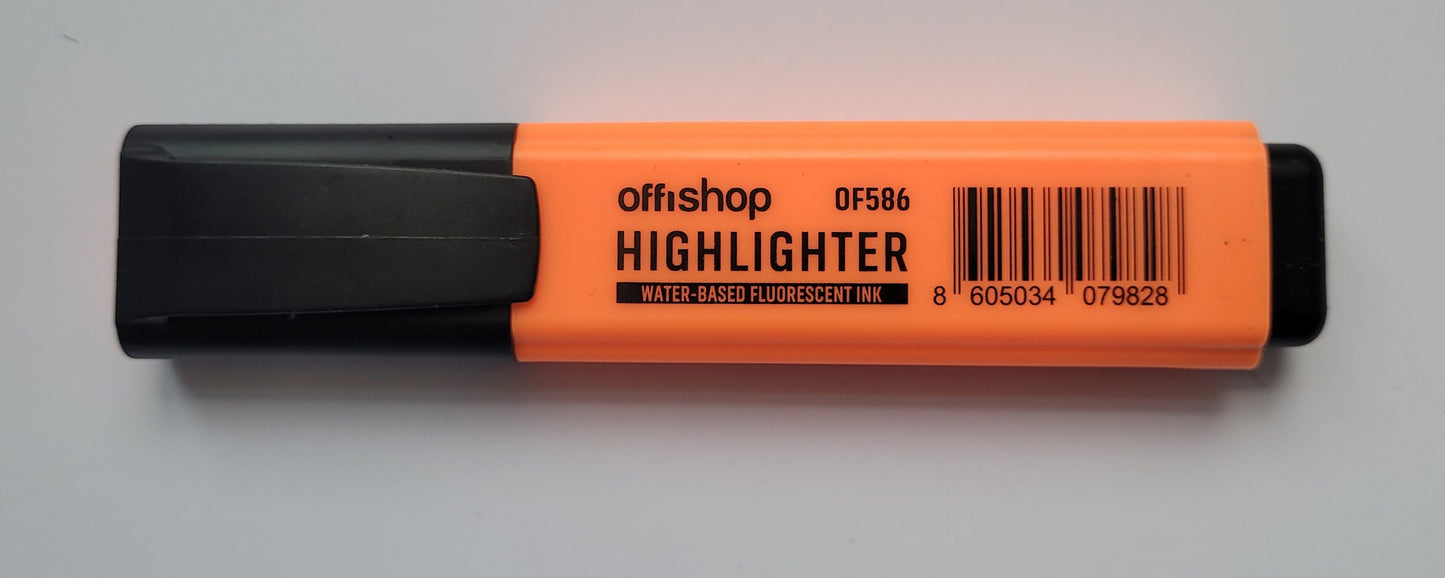 offishop OF586
HIGHLIGHTER
WATER-BASED FLUORESCENT INK
8 605034 079828